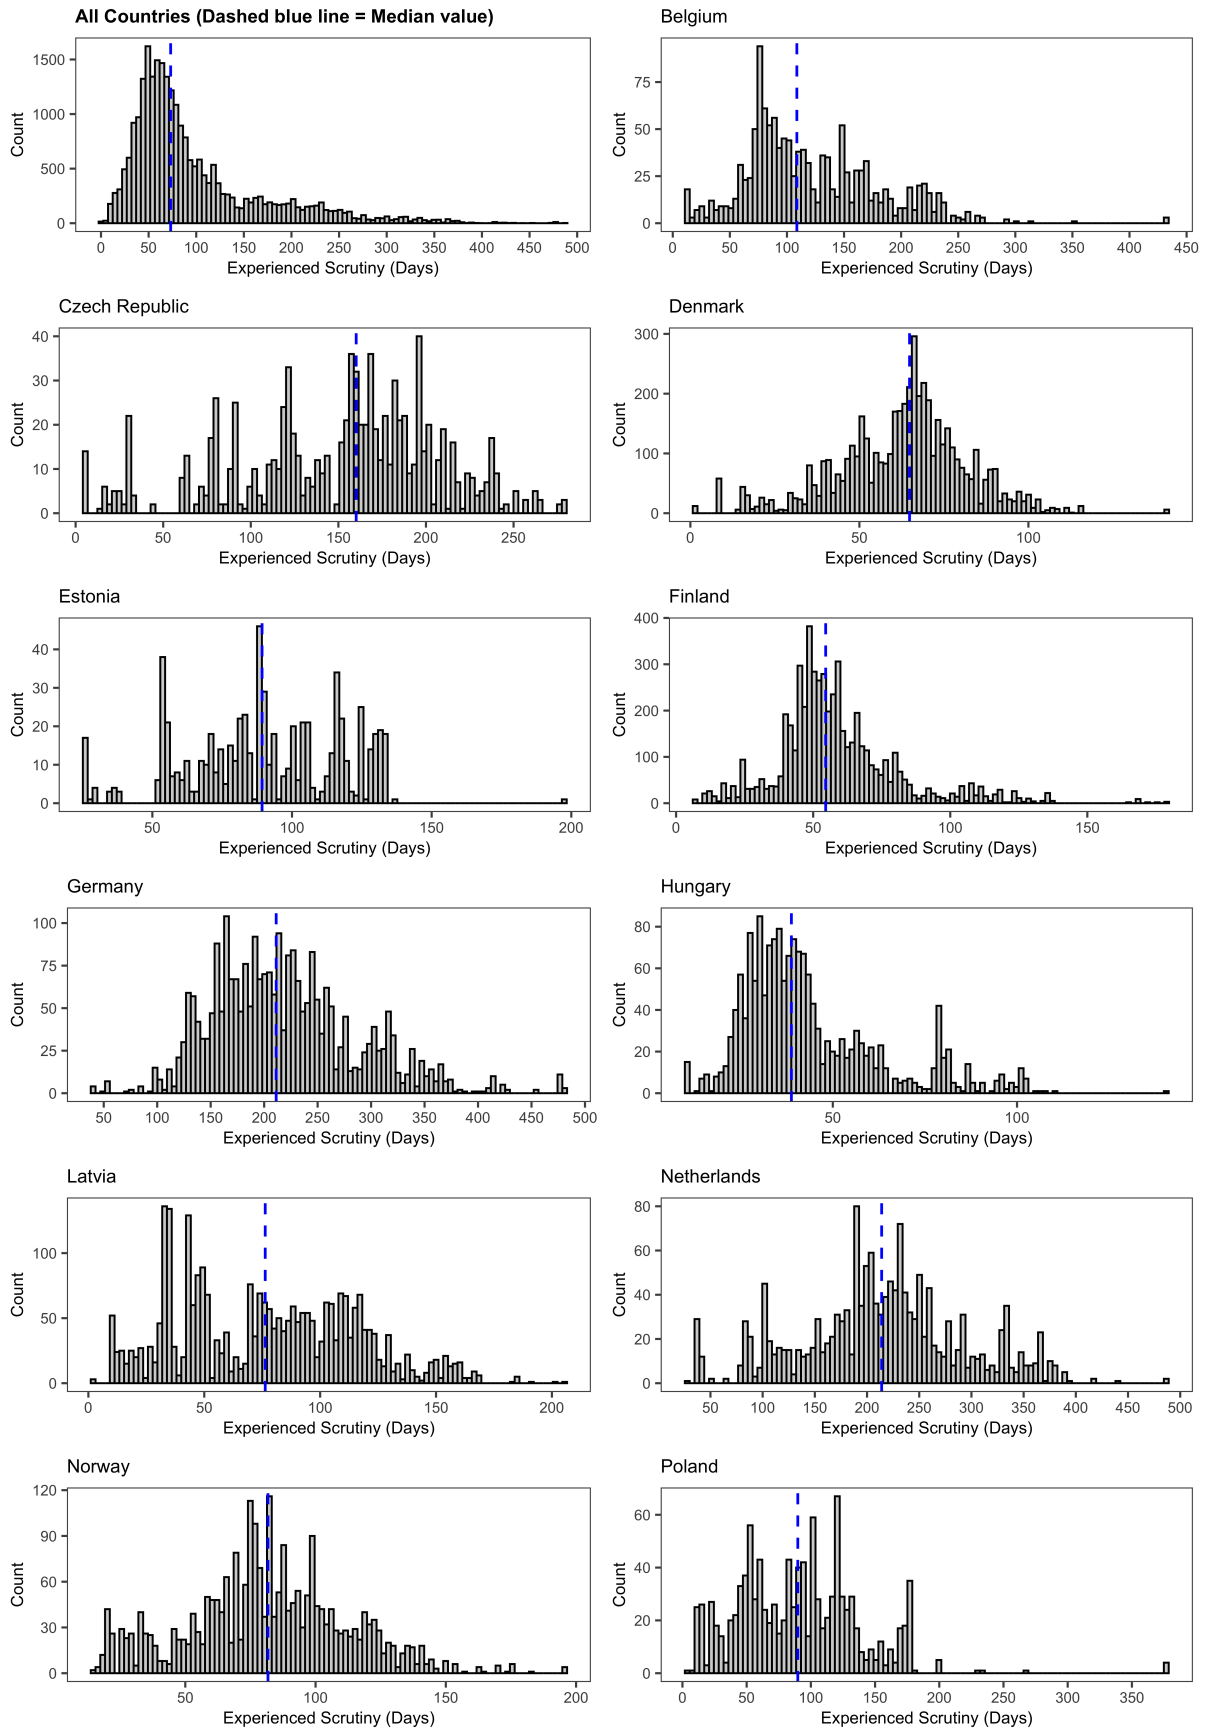 All Countries (Dashed blue line = Median value)
1500
1000
500
0
Count
0 50 100 150 200 250 300 350 400 450 500
Experienced Scrutiny (Days)
Belgium
75
50
25
0
Count
0 50 100 150 200 250 300 350 400 450
Experienced Scrutiny (Days)
Czech Republic
40
30
20
10
0
Count
0 50 100 150 200 250
Experienced Scrutiny (Days)
Denmark
300
200
100
0
Count
0 50 100
Experienced Scrutiny (Days)
Estonia
40
30
20
10
0
Count
50 100 150 200
Experienced Scrutiny (Days)
Finland
400
300
200
100
0
Count
0 50 100 150
Experienced Scrutiny (Days)
Germany
100
75
50
25
0
Count
50 100 150 200 250 300 350 400 450 500
Experienced Scrutiny (Days)
Hungary
80
60
40
20
0
Count
50 100
Experienced Scrutiny (Days)
Latvia
100
50
0
Count
0 50 100 150 200
Experienced Scrutiny (Days)
Netherlands
80
60
40
20
0
Count
50 100 150 200 250 300 350 400 450 500
Experienced Scrutiny (Days)
Norway
120
90
60
30
0
Count
50 100 150 200
Experienced Scrutiny (Days)
Poland
60
40
20
0
Count
0 50 100 150 200 250 300 350
Experienced Scrutiny (Days)